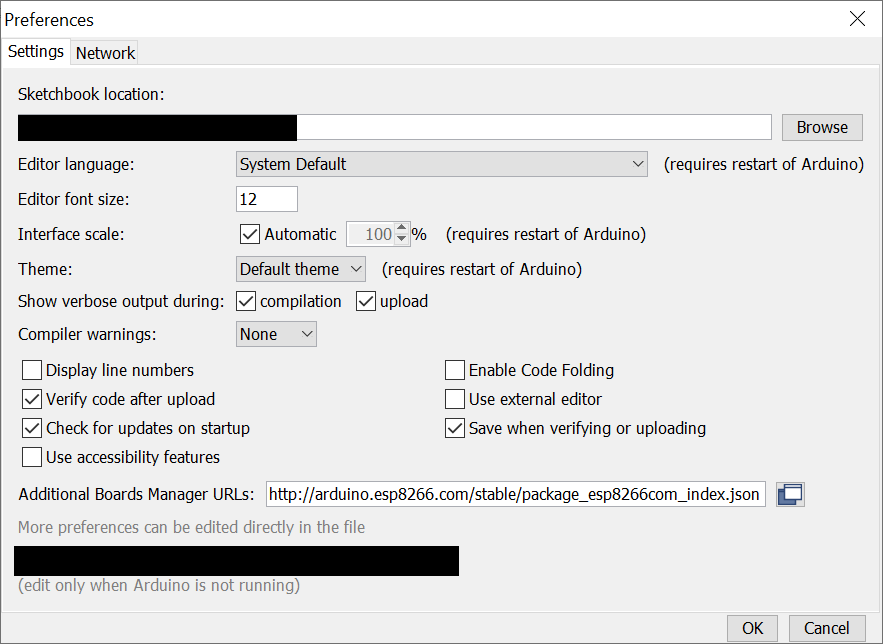 Preferences
Settings Network
Sketchbook location:
Browse
Editor language: System Default (requires restart of Arduino)
Editor font size: 12
Interface scale: Automatic 100 % (requires restart of Arduino)
Theme: Default theme (requires restart of Arduino)
Show verbose output during: compilation upload
Compiler warnings: None
Display line numbers Enable Code Folding
Verify code after upload Use external editor
Check for updates on startup Save when verifying or uploading
Use accessibility features
Additional Boards Manager URLs: http://arduino.esp8266.com/stable/package_esp8266com_index.json
More preferences can be edited directly in the file
(edit only when Arduino is not running)
OK Cancel